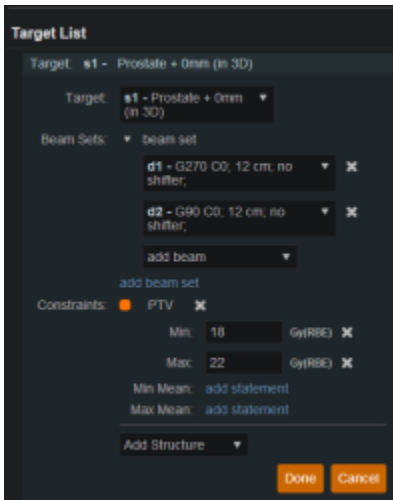 Target List
Target: s1 - Prostate + 0mm (in 3D)
Target: s1 - Prostate + 0mm
(in 3D)
Beam Sets: beam set
d1 - G270 C0; 12 cm; no
shifter;
d2 - G90 C0; 12 cm; no
shifter;
add beam
add beam set
Constraints: PTV
Min: 18 Gy(RBE)
Max: 22 Gy(RBE)
Min Mean: add statement
Max Mean: add statement
Add Structure
Done Cancel